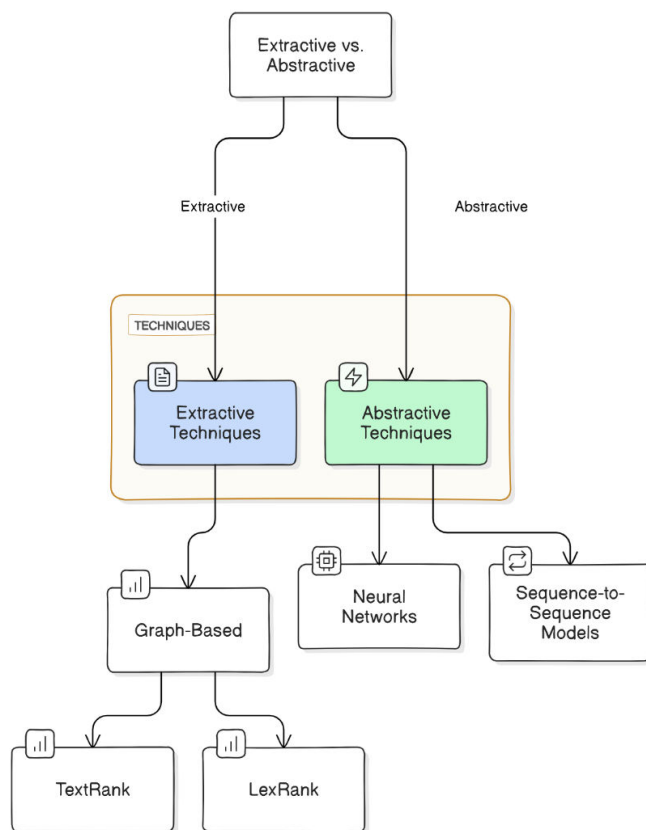 Extractive vs.
Abstractive
Extractive
Abstractive
TECHNIQUES
Extractive
Techniques
Abstractive
Techniques
Neural
Networks
Sequence-to-
Sequence
Models
Graph-Based
TextRank
LexRank